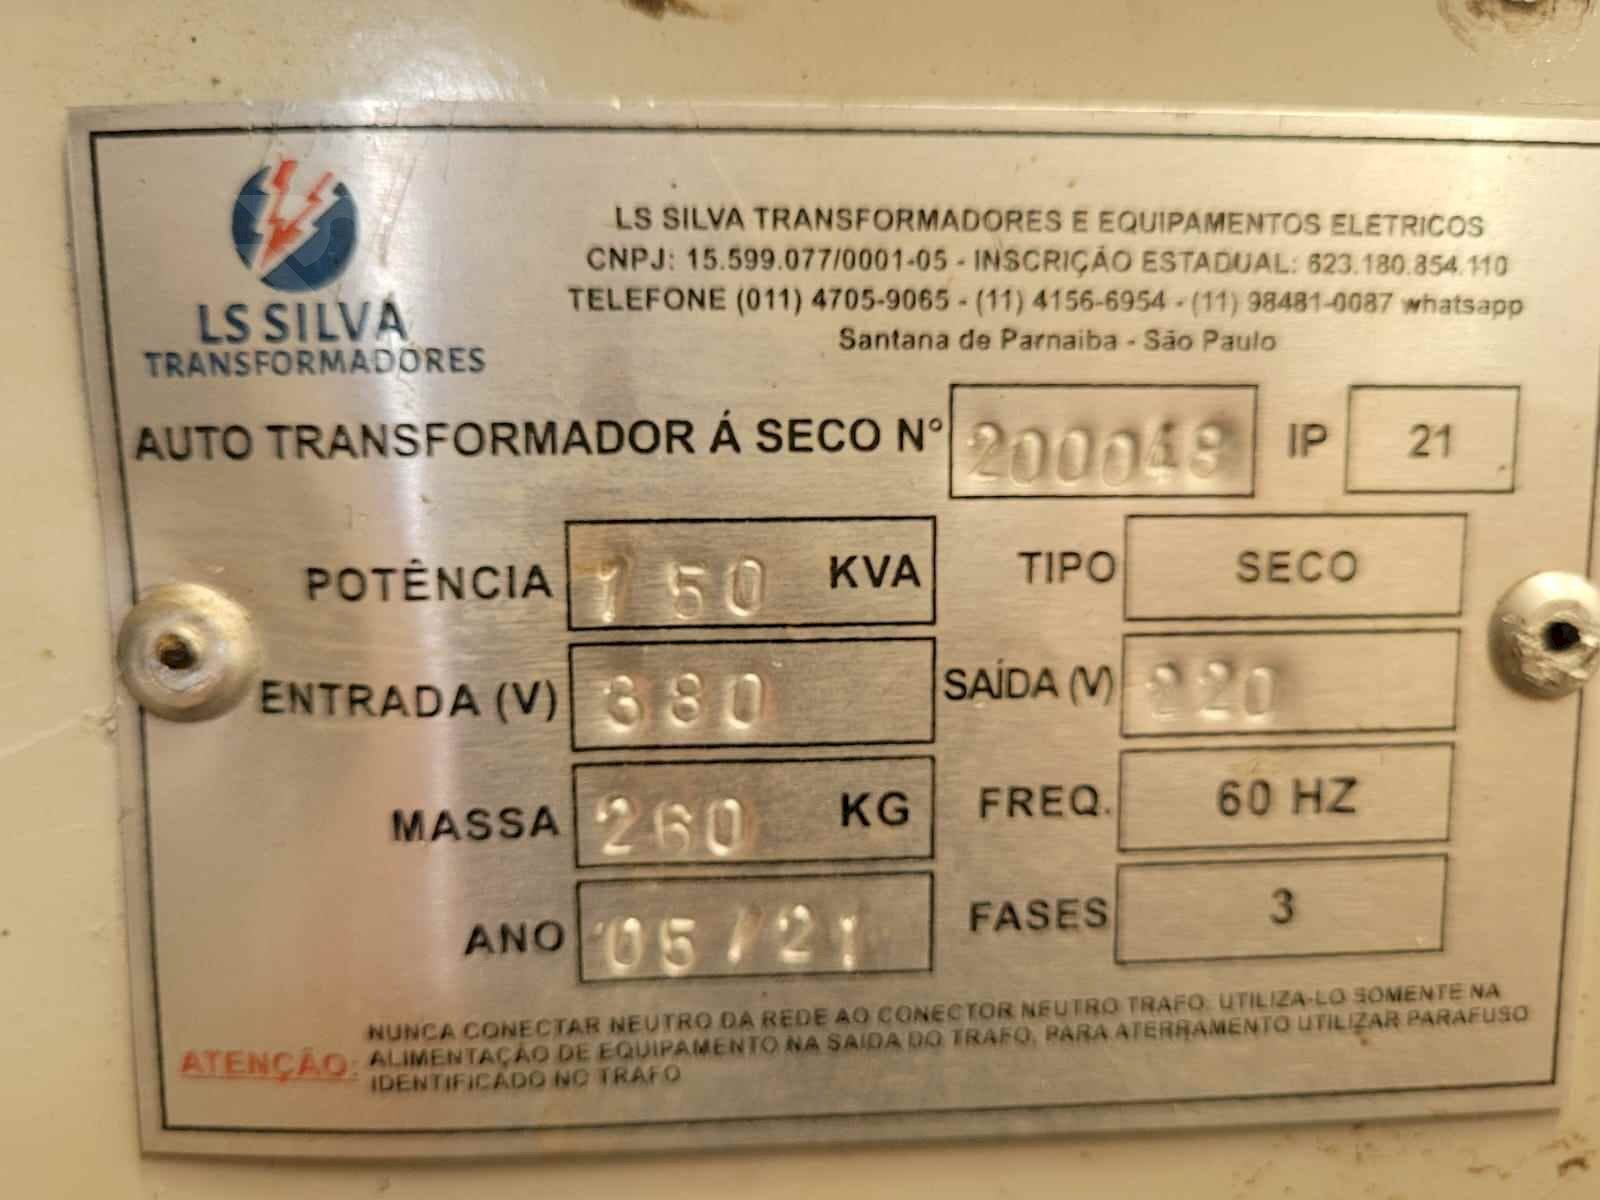 LS SILVA
TRANSFORMADORES
LS SILVA TRANSFORMADORES E EQUIPAMENTOS ELETRICOS
CNPJ: 15.599.077/0001-05 - INSCRIÇÃO ESTADUAL: 623.180.854.110
TELEFONE (011) 4705-9065 - (11) 4156-6954 - (11) 98481-0087 whatsapp
Santana de Parnaiba - São Paulo
AUTO TRANSFORMADOR Á SECO N° 200048 IP 21
POTÊNCIA 150 KVA TIPO SECO
ENTRADA (V) 380 SAÍDA (V) 220
MASSA 260 KG FREQ. 60 HZ
ANO 05/21 FASES 3
NUNCA CONECTAR NEUTRO DA REDE AO CONECTOR NEUTRO TRAFO. UTILIZA-LO SOMENTE NA
ATENÇÃO: ALIMENTAÇÃO DE EQUIPAMENTO NA SAIDA DO TRAFO. PARA ATERRAMENTO UTILIZAR PARAFUSO
IDENTIFICADO NO TRAFO